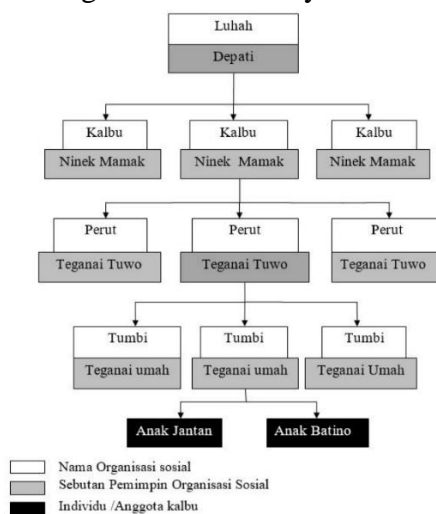 Luhah
Depati
Kalbu Kalbu Kalbu
Ninek Mamak Ninek Mamak Ninek Mamak
Perut Perut Perut
Teganai Tuwo Teganai Tuwo Teganai Tuwo
Tumbi Tumbi Tumbi
Teganai umah Teganai umah Teganai Umah
Anak Jantan Anak Batino
Nama Organisasi sosial
Sebutan Pemimpin Organisasi Sosial
Individu /Anggota kalbu